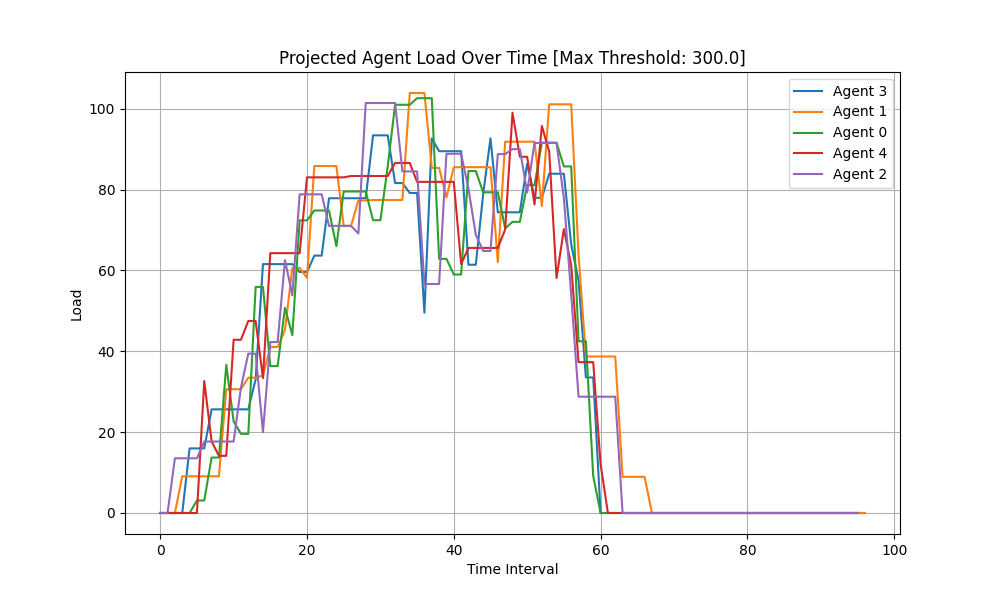 Projected Agent Load Over Time [Max Threshold: 300.0]
Load
100
80
60
40
20
0
Agent 3
Agent 1
Agent 0
Agent 4
Agent 2
0 20 40 60 80 100
Time Interval